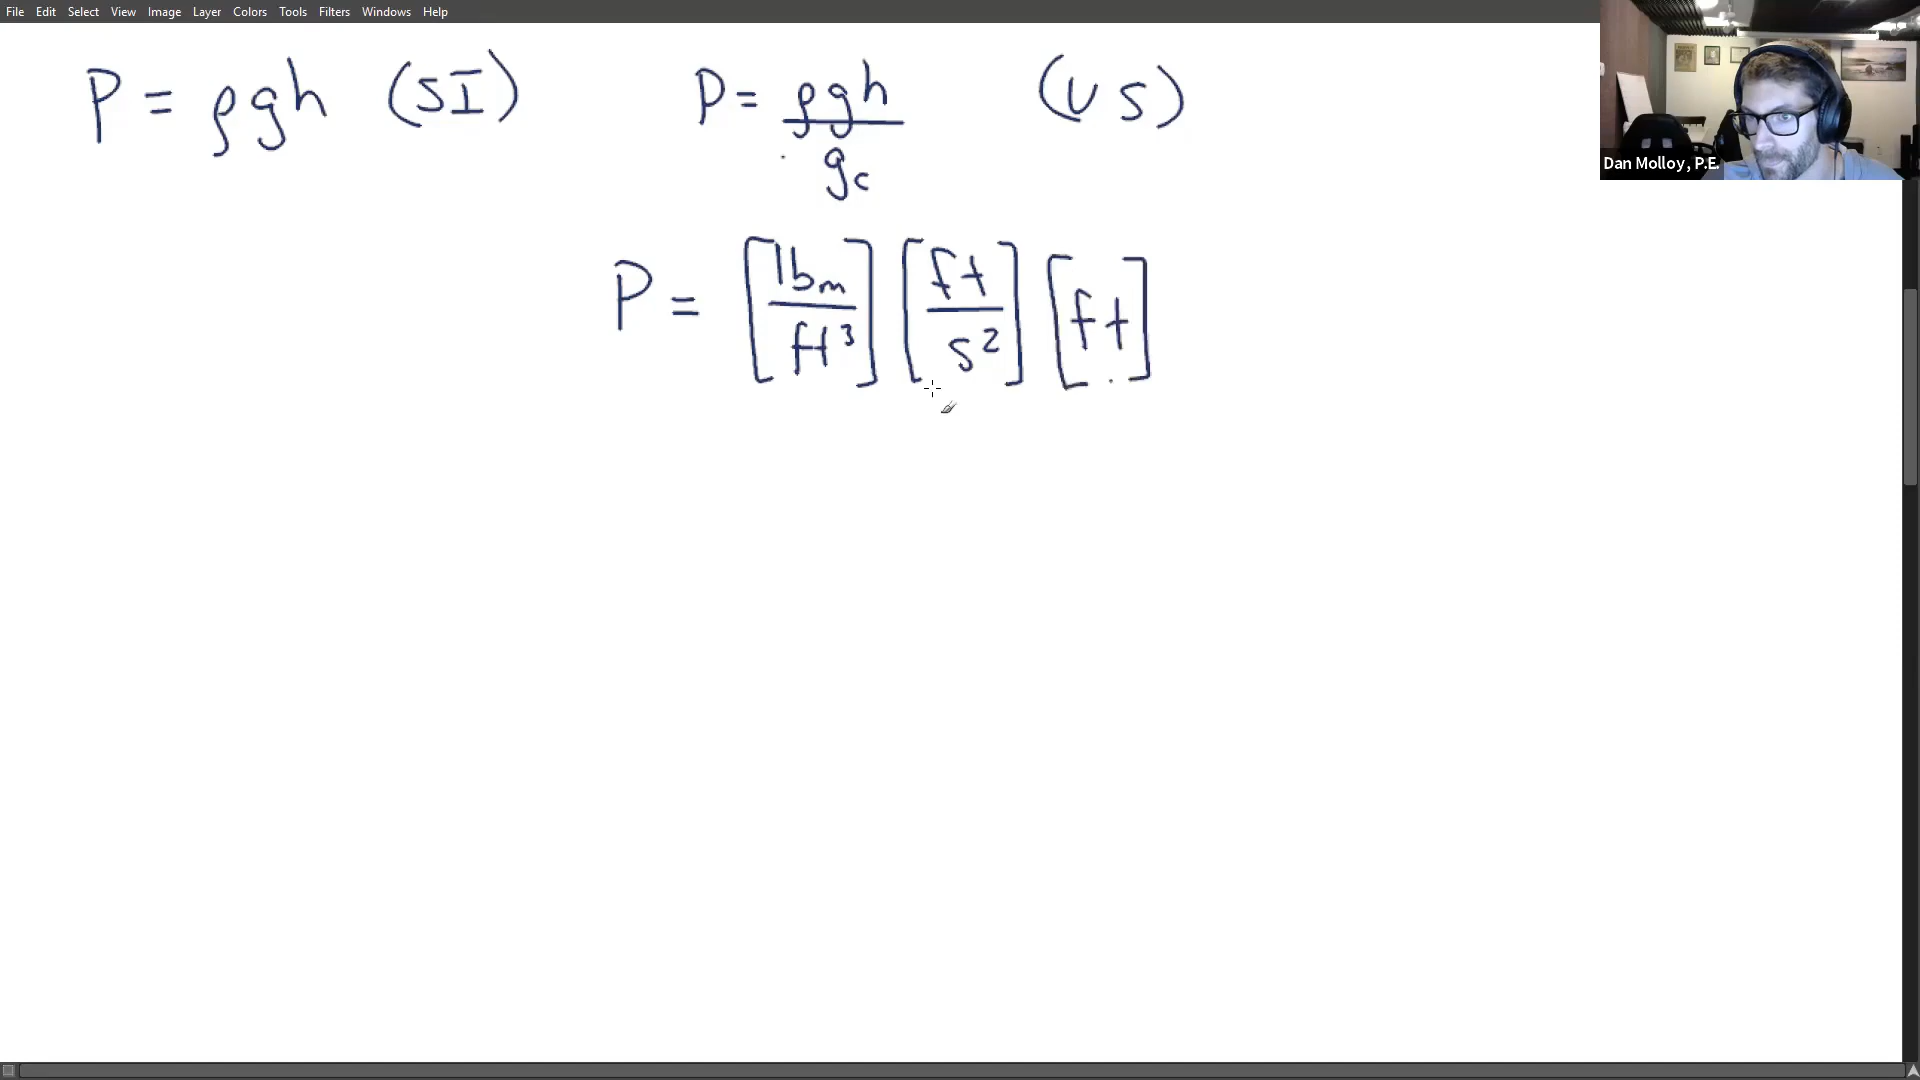 File Edit Select View Image Layer Colors Tools Filters Windows Help
P = ρgh (SI) P = ρgh / gc (US)
Dan Molloy, P.E.
P = [lbm / ft³] [ft / s²] [ft]